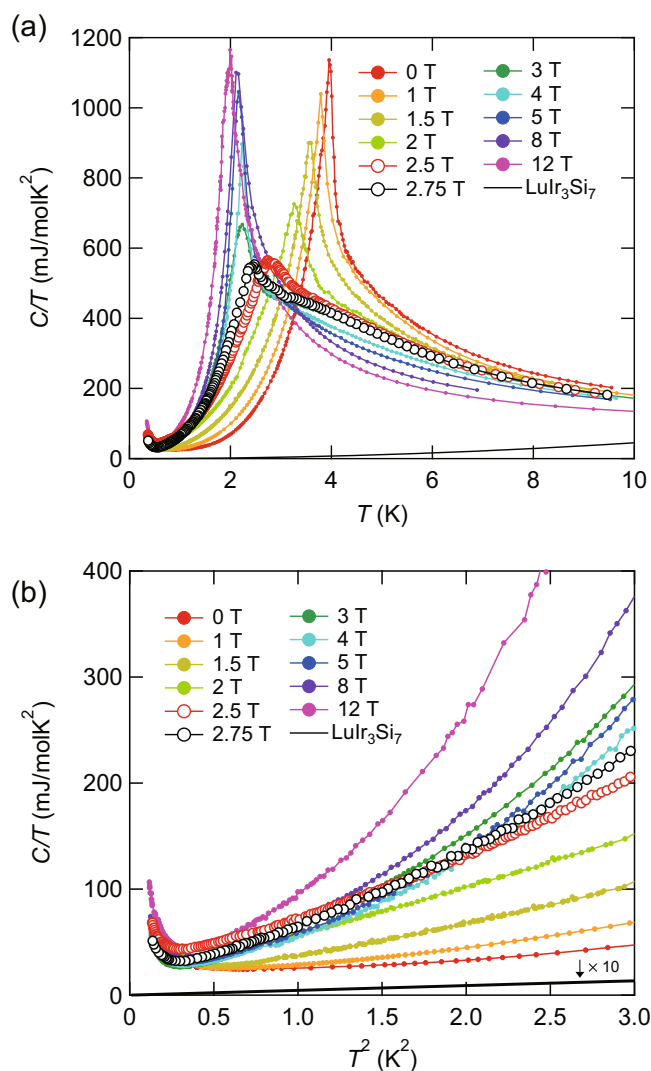 (a)
1200
1000
800
600
400
200
0
C/T (mJ/molK²)
0 T
1 T
1.5 T
2 T
2.5 T
2.75 T
3 T
4 T
5 T
8 T
12 T
LuIr₃Si₇
0 2 4 6 8 10
T (K)
(b)
400
300
200
100
0
C/T (mJ/molK²)
0 T
1 T
1.5 T
2 T
2.5 T
2.75 T
3 T
4 T
5 T
8 T
12 T
LuIr₃Si₇
× 10
0.0 0.5 1.0 1.5 2.0 2.5 3.0
T² (K²)